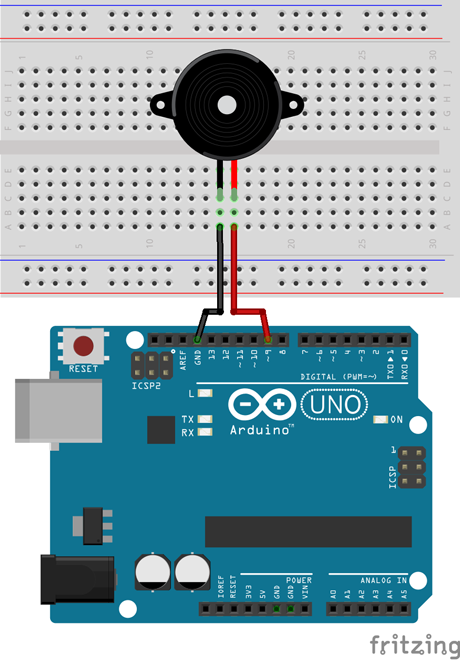 1 5 10 15 20 25 30
J
I
H
G
F
E
D
C
B
A
1 5 10 15 20 25 30
RESET
ICSP2
AREF
GND
13
12
~11
~10
~9
8
7
~6
~5
4
~3
2
TXD▶1
RXD◀0
DIGITAL (PWM=~)
L
TX
RX
Arduino™
UNO
ON
1
ICSP
POWER
ANALOG IN
IOREF
RESET
3V3
5V
GND
GND
VIN
A0
A1
A2
A3
A4
A5
fritzing